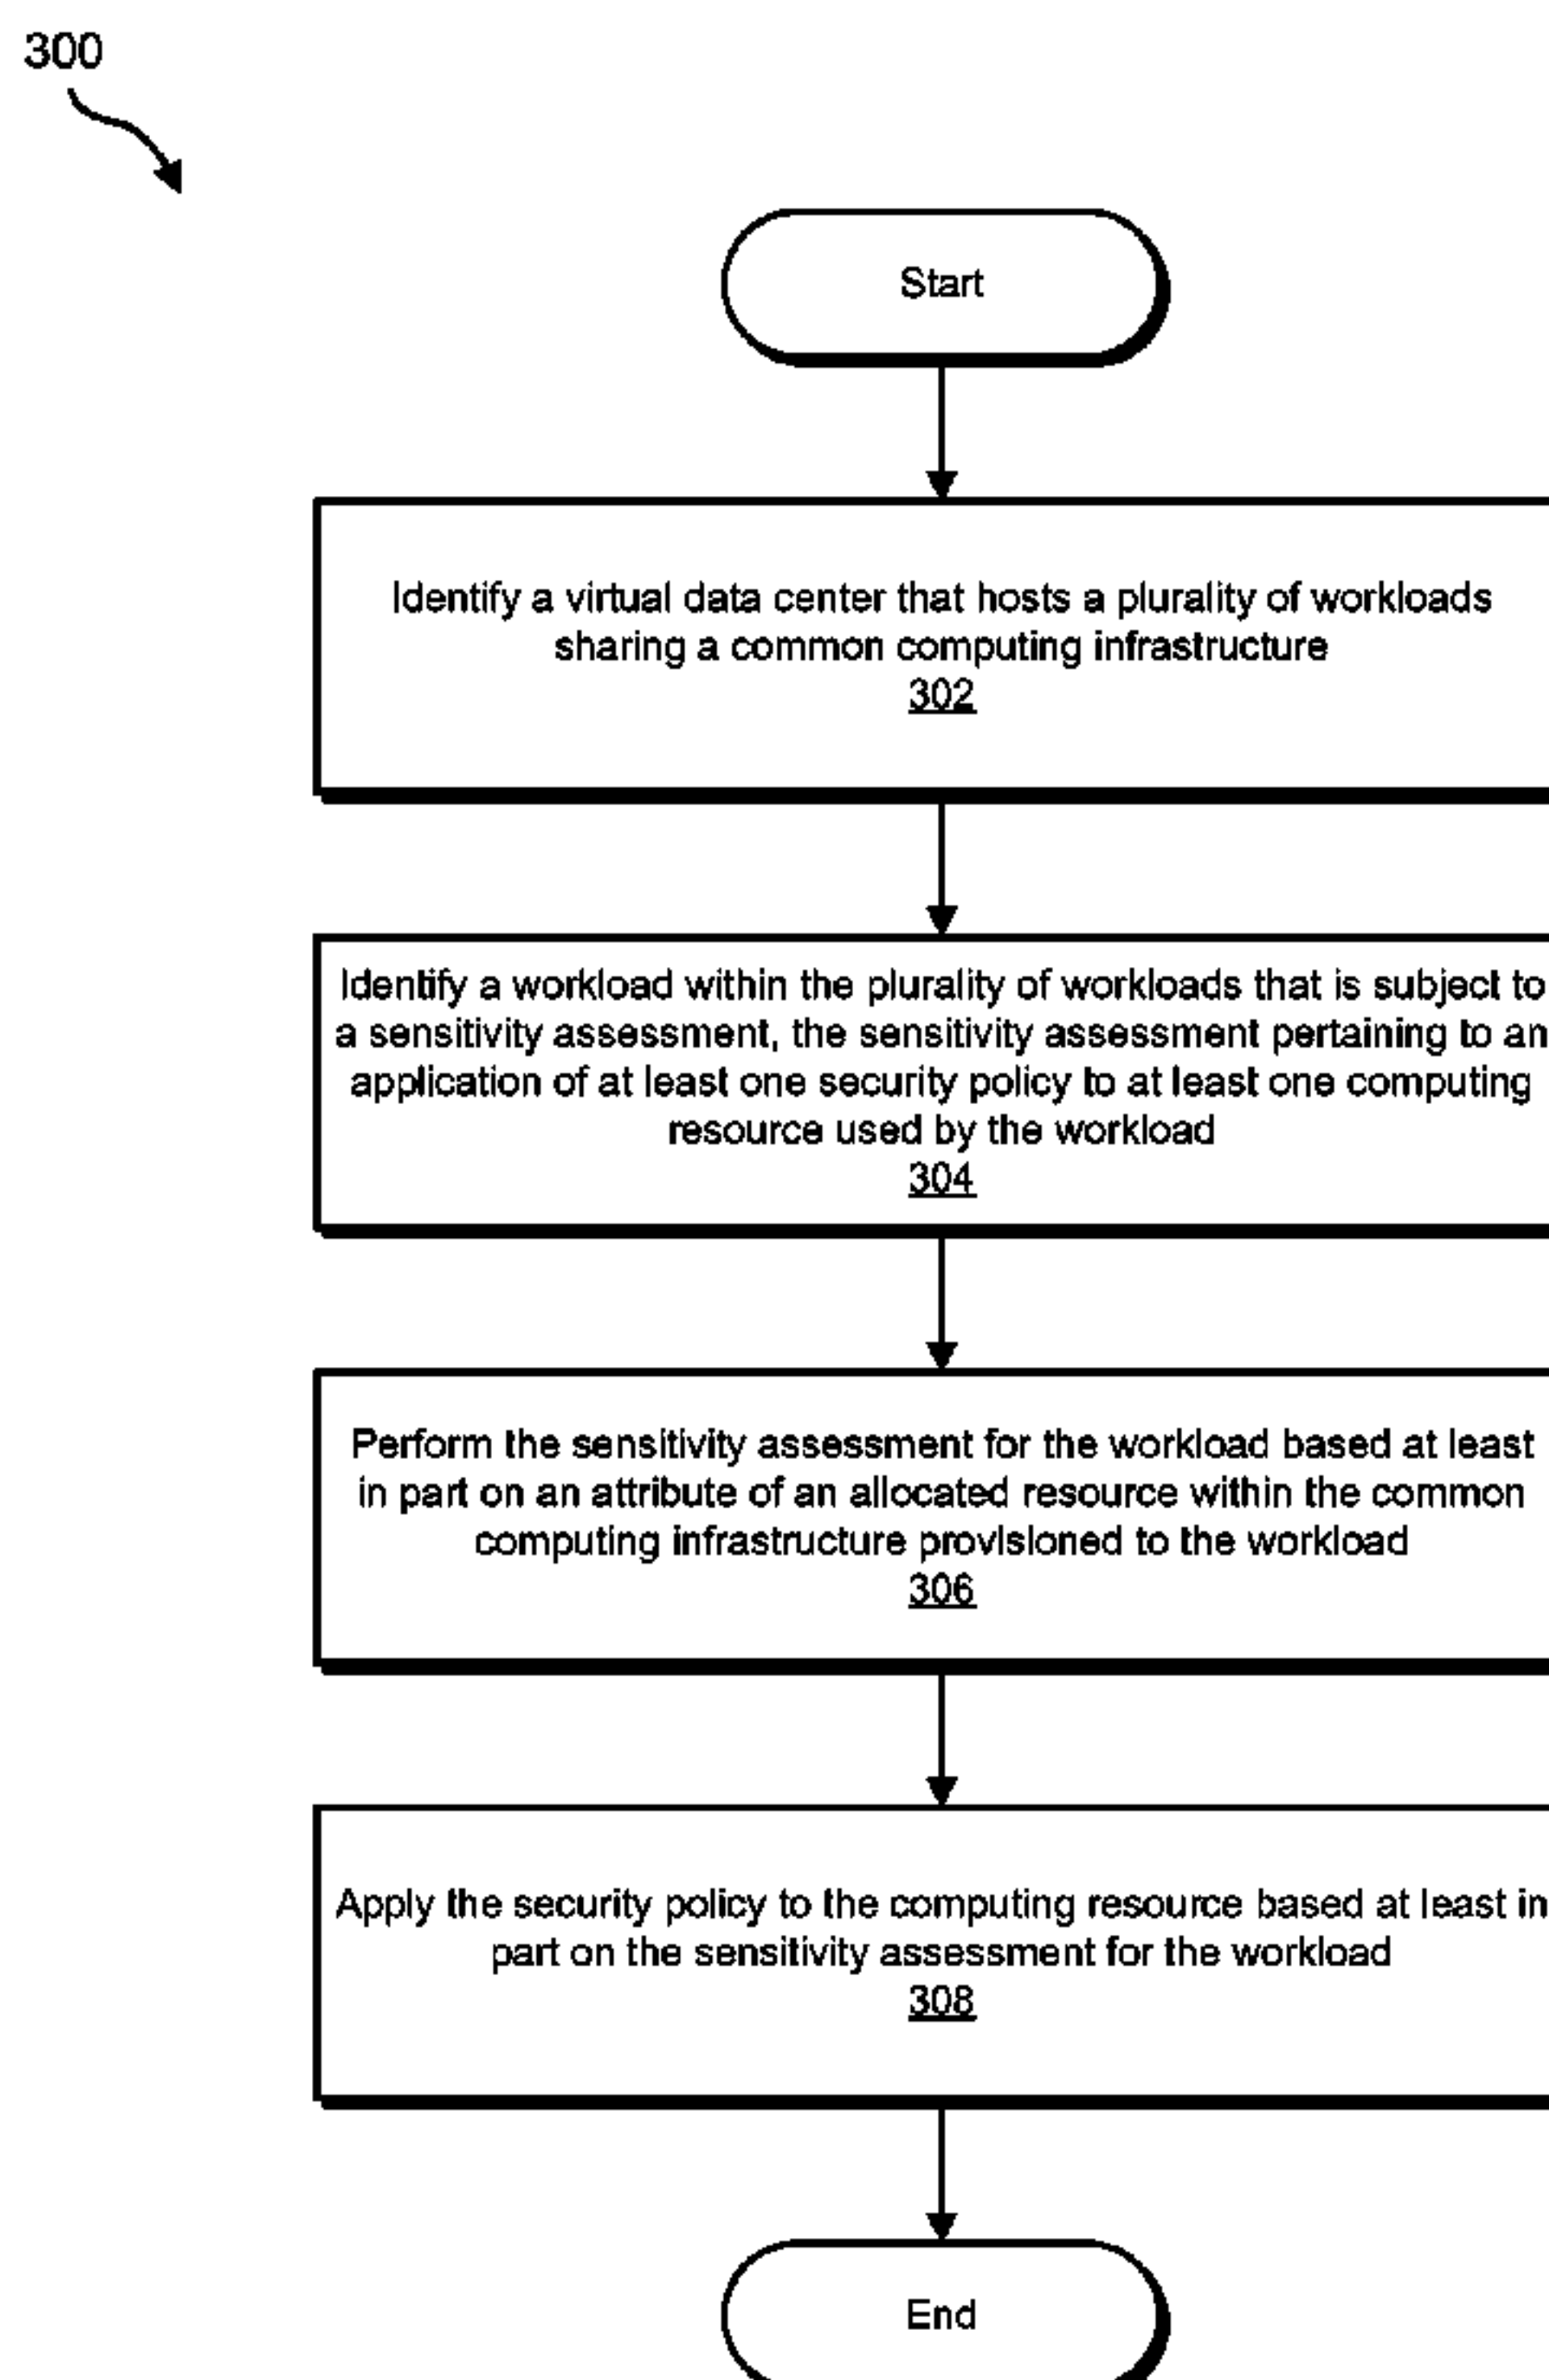 300
Start
Identify a virtual data center that hosts a plurality of workloads
sharing a common computing infrastructure
302
Identify a workload within the plurality of workloads that is subject to
a sensitivity assessment, the sensitivity assessment pertaining to an
application of at least one security policy to at least one computing
resource used by the workload
304
Perform the sensitivity assessment for the workload based at least
in part on an attribute of an allocated resource within the common
computing infrastructure provisioned to the workload
306
Apply the security policy to the computing resource based at least in
part on the sensitivity assessment for the workload
308
End